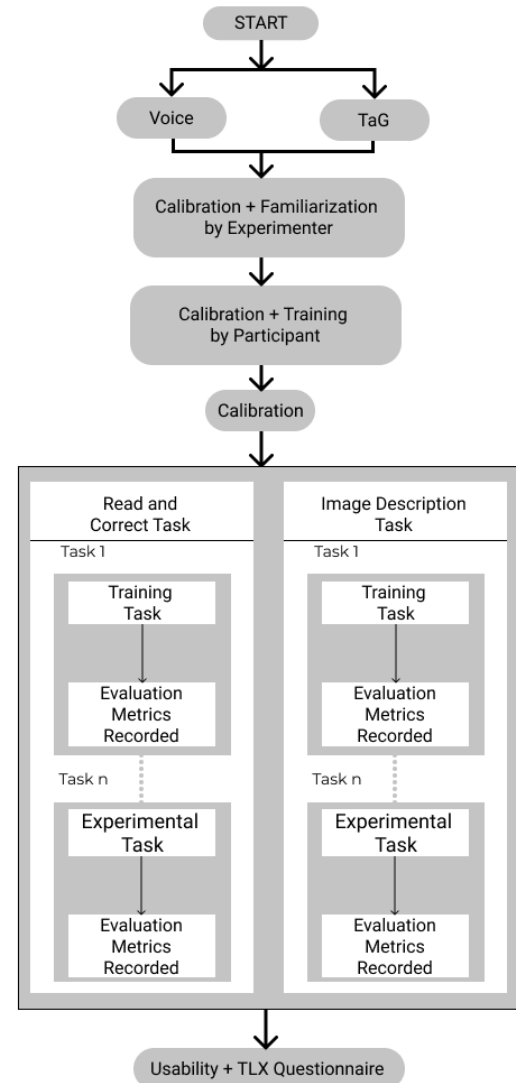 START
Voice
TaG
Calibration + Familiarization
by Experimenter
Calibration + Training
by Participant
Calibration
Read and
Correct Task
Task 1
Training
Task
Evaluation
Metrics
Recorded
Task n
Experimental
Task
Evaluation
Metrics
Recorded
Image Description
Task
Task 1
Training
Task
Evaluation
Metrics
Recorded
Task n
Experimental
Task
Evaluation
Metrics
Recorded
Usability + TLX Questionnaire